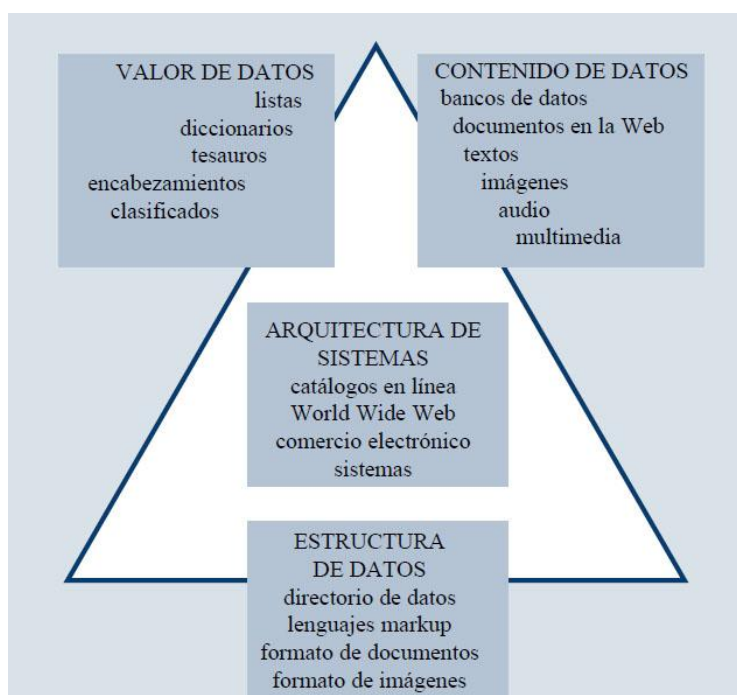 VALOR DE DATOS
listas
diccionarios
tesauros
encabezamientos
clasificados
CONTENIDO DE DATOS
bancos de datos
documentos en la Web
textos
imágenes
audio
multimedia
ARQUITECTURA DE
SISTEMAS
catálogos en línea
World Wide Web
comercio electrónico
sistemas
ESTRUCTURA
DE DATOS
directorio de datos
lenguajes markup
formato de documentos
formato de imágenes